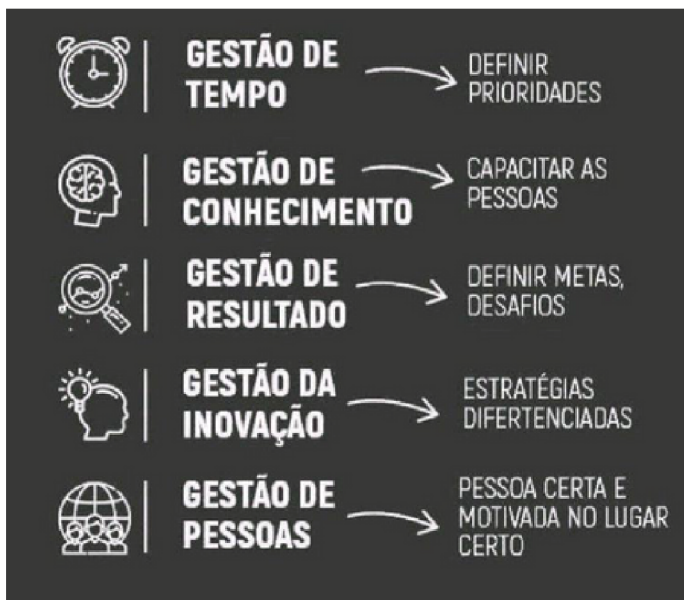 GESTÃO DE
TEMPO
DEFINIR
PRIORIDADES
GESTÃO DE
CONHECIMENTO
CAPACITAR AS
PESSOAS
GESTÃO DE
RESULTADO
DEFINIR METAS,
DESAFIOS
GESTÃO DA
INOVAÇÃO
ESTRATÉGIAS
DIFERTENCIADAS
GESTÃO DE
PESSOAS
PESSOA CERTA E
MOTIVADA NO LUGAR
CERTO